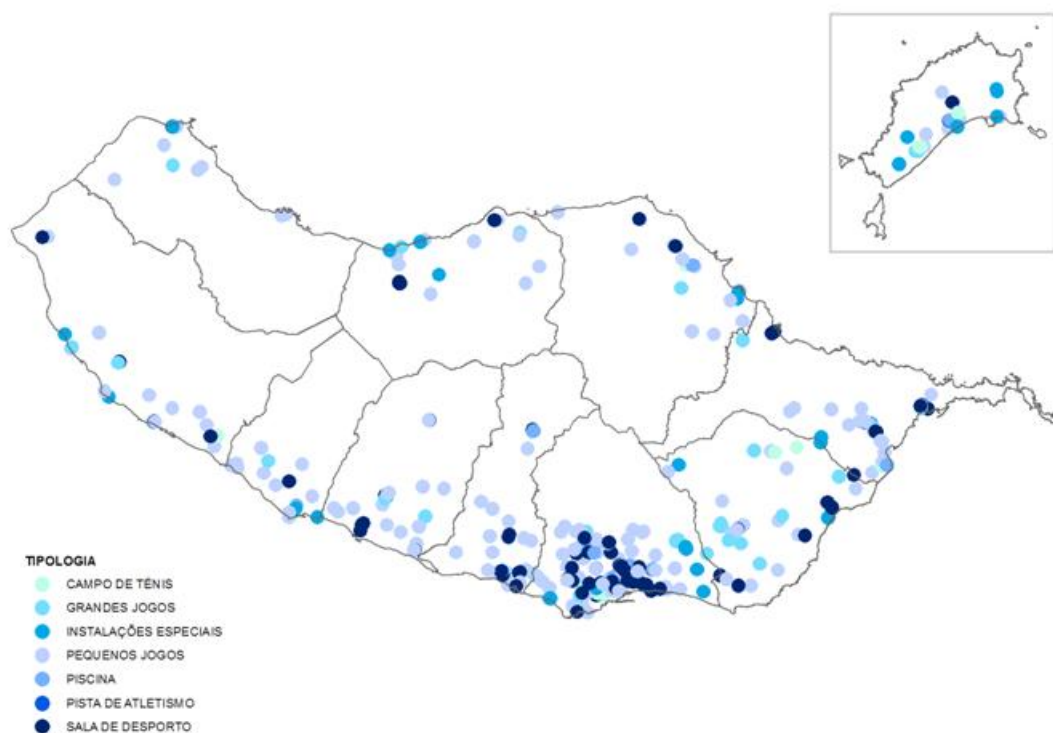 TIPOLOGIA
CAMPO DE TÉNIS
GRANDES JOGOS
INSTALAÇÕES ESPECIAIS
PEQUENOS JOGOS
PISCINA
PISTA DE ATLETISMO
SALA DE DESPORTO